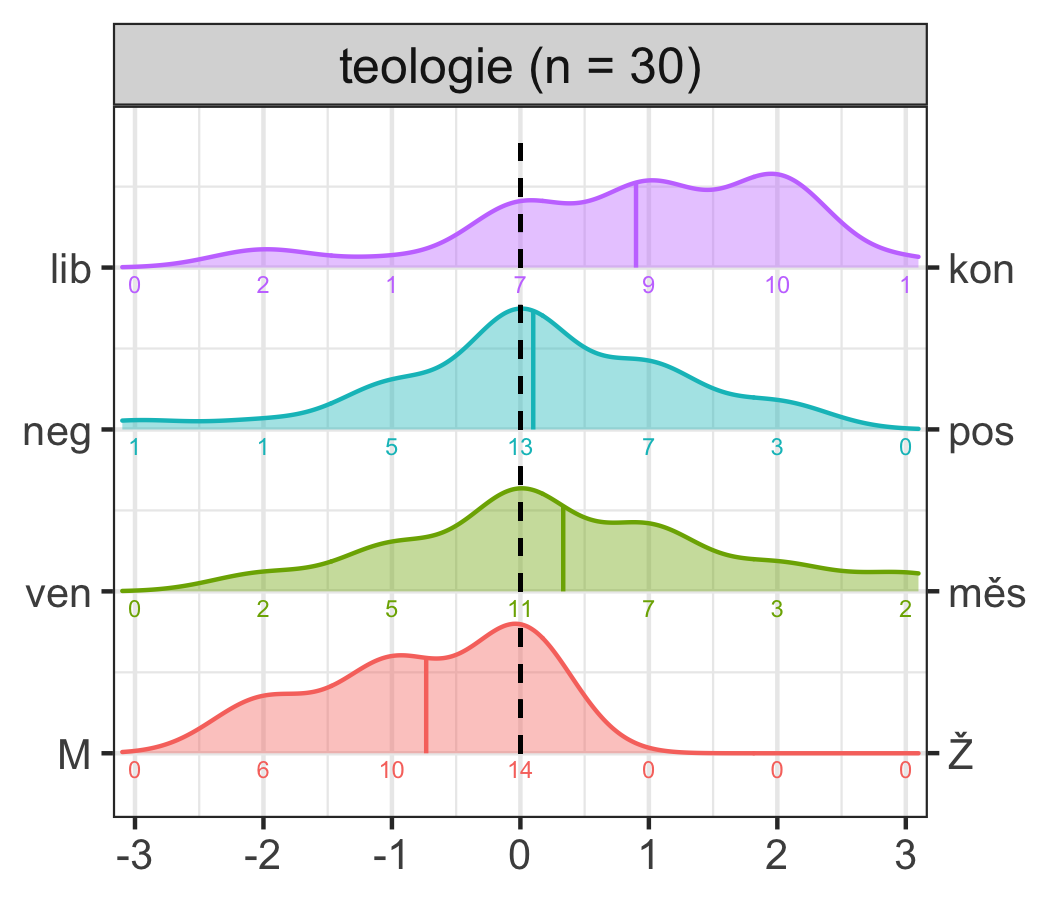 teologie (n = 30)
lib kon
0 2 1 7 9 10 1
neg pos
1 1 5 13 7 3 0
ven měs
0 2 5 11 7 3 2
M Ž
0 6 10 14 0 0 0
-3 -2 -1 0 1 2 3